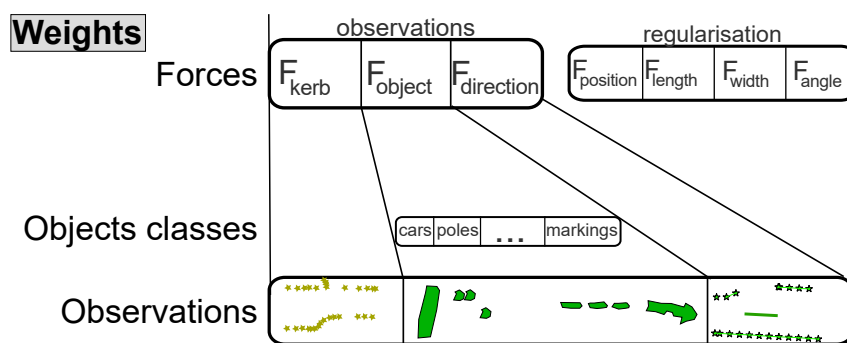 Weights
observations
regularisation
Forces
F kerb F object F direction
F position F length F width F angle
Objects classes
cars poles ... markings
Observations